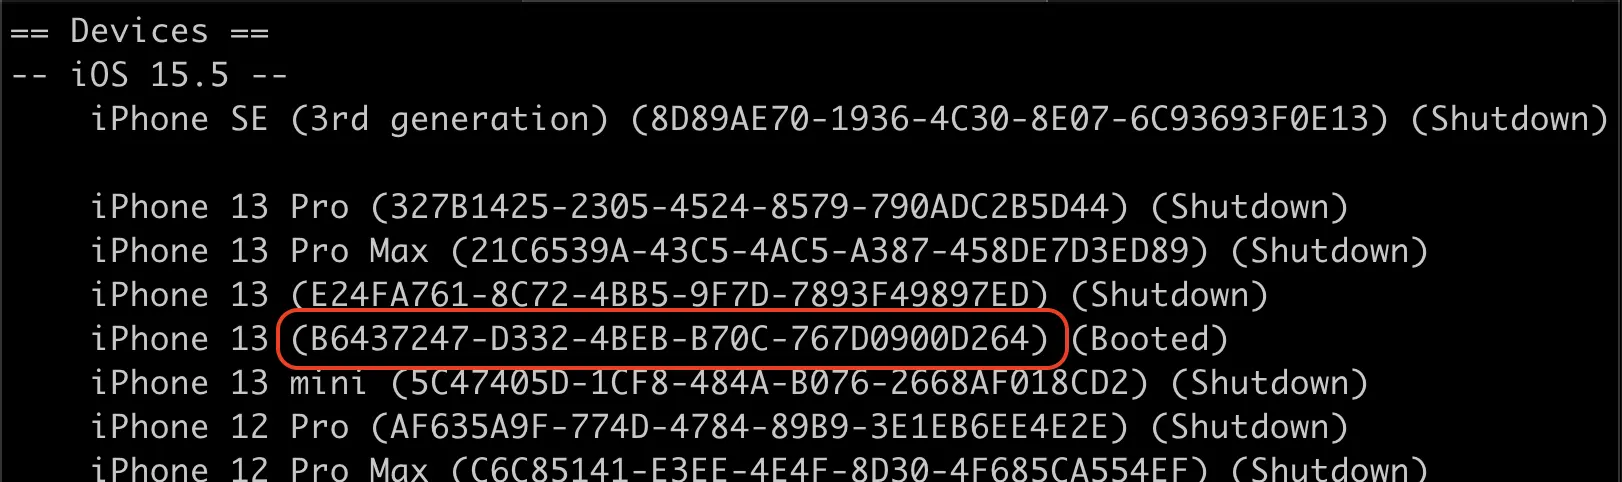 == Devices ==
-- iOS 15.5 --
iPhone SE (3rd generation) (8D89AE70-1936-4C30-8E07-6C93693F0E13) (Shutdown)
iPhone 13 Pro (327B1425-2305-4524-8579-790ADC2B5D44) (Shutdown)
iPhone 13 Pro Max (21C6539A-43C5-4AC5-A387-458DE7D3ED89) (Shutdown)
iPhone 13 (E24FA761-8C72-4BB5-9F7D-7893F49897ED) (Shutdown)
iPhone 13 (B6437247-D332-4BEB-B70C-767D0900D264) (Booted)
iPhone 13 mini (5C47405D-1CF8-484A-B076-2668AF018CD2) (Shutdown)
iPhone 12 Pro (AF635A9F-774D-4784-89B9-3E1EB6EE4E2E) (Shutdown)
iPhone 12 Pro Max (C6C85141-E3EE-4E4F-8D30-4F685CA554EF) (Shutdown)